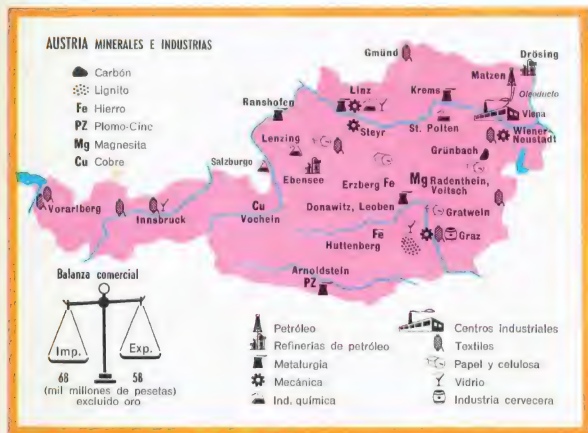 AUSTRIA MINERALES E INDUSTRIAS
Carbón
Lignito
Fe Hierro
PZ Plomo-Cinc
Mg Magnesita
Cu Cobre
Gmünd
Drösing
Matzen
Oleoducto
Linz
Krems
Viena
Ranshofen
Steyr
St. Polten
Wiener
Neustadt
Lenzing
Grünbach
Salzburgo
Ebensee
Erzberg Fe
Mg Radenthein,
Veitsch
Vorarlberg
Innsbruck
Cu
Vochein
Donawitz, Leoben
Gratwein
Fe
Huttenberg
Graz
Arnoldstein
PZ
Balanza comercial
Imp.
Exp.
68
58
(mil millones de pesetas)
excluido oro
Petróleo
Refinerías de petróleo
Metalurgia
Mecánica
Ind. química
Centros industriales
Textiles
Papel y celulosa
Vidrio
Industria cervecera